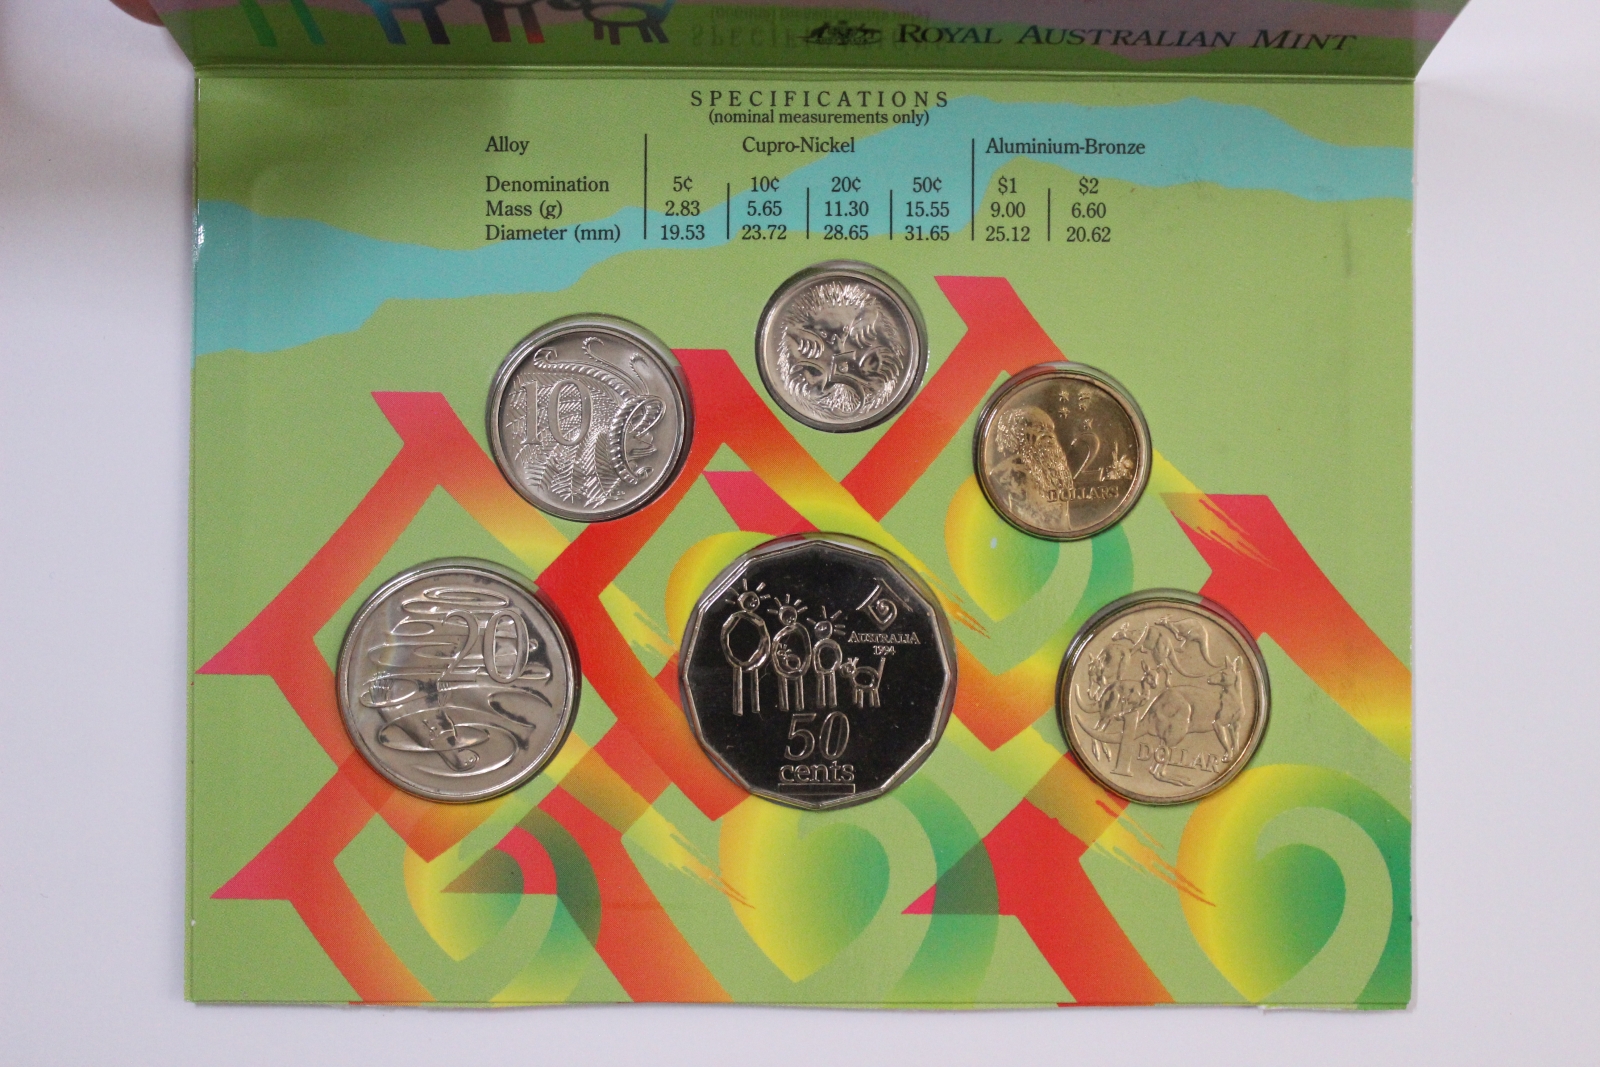 ROYAL AUSTRALIAN MINT
SPECIFICATIONS
(nominal measurements only)
Alloy Cupro-Nickel Aluminium-Bronze
Denomination 5¢ 10¢ 20¢ 50¢ $1 $2
Mass (g) 2.83 5.65 11.30 15.55 9.00 6.60
Diameter (mm) 19.53 23.72 28.65 31.65 25.12 20.62
10
2
DOLLARS
20
AUSTRALIA
1994
50
cents
1 DOLLAR